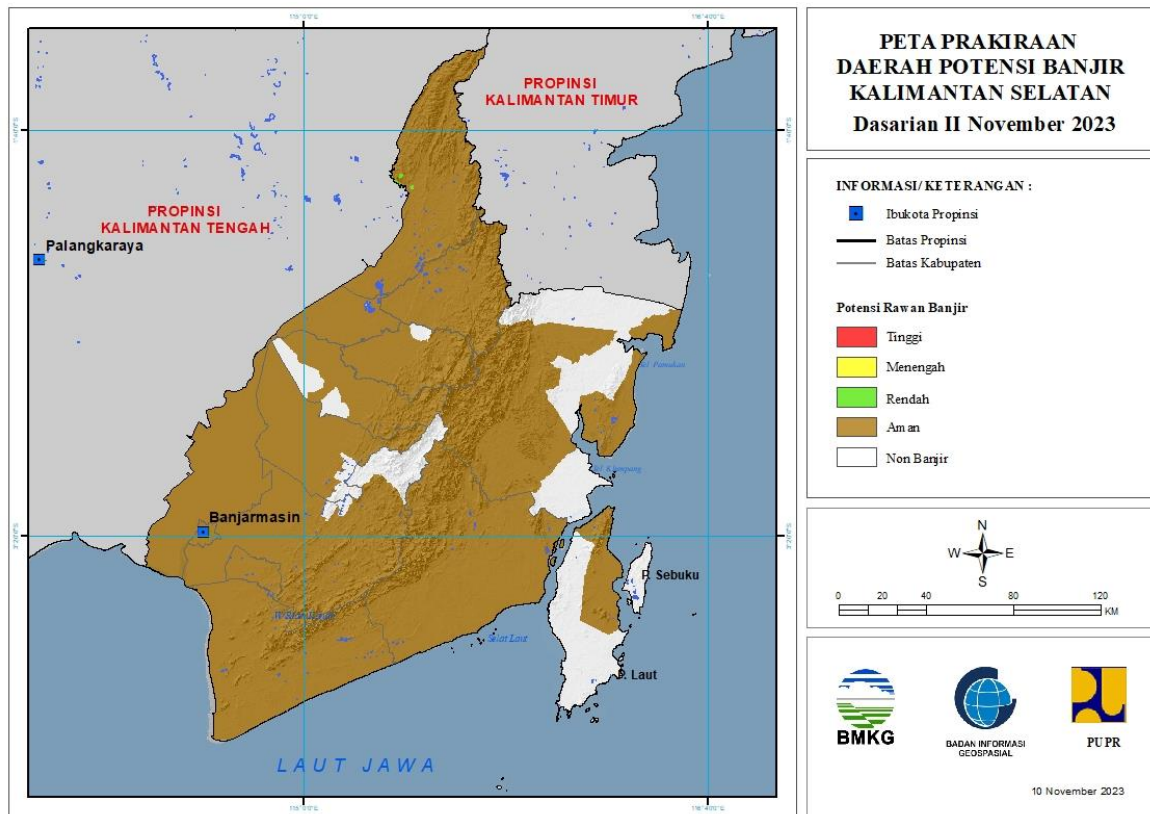 PETA PRAKIRAAN
DAERAH POTENSI BANJIR
KALIMANTAN SELATAN
Dasarian II November 2023
INFORMASI/ KETERANGAN :
Ibukota Propinsi
Batas Propinsi
Batas Kabupaten
Potensi Rawan Banjir
Tinggi
Menengah
Rendah
Aman
Non Banjir
N
W E
S
0 20 40 80 120
KM
BMKG
BADAN INFORMASI
GEOSPASIAL
PUPR
10 November 2023
PROPINSI
KALIMANTAN TIMUR
PROPINSI
KALIMANTAN TENGAH
Palangkaraya
Banjarmasin
P. Sebuku
Selat Laut
P. Laut
LAUT JAWA